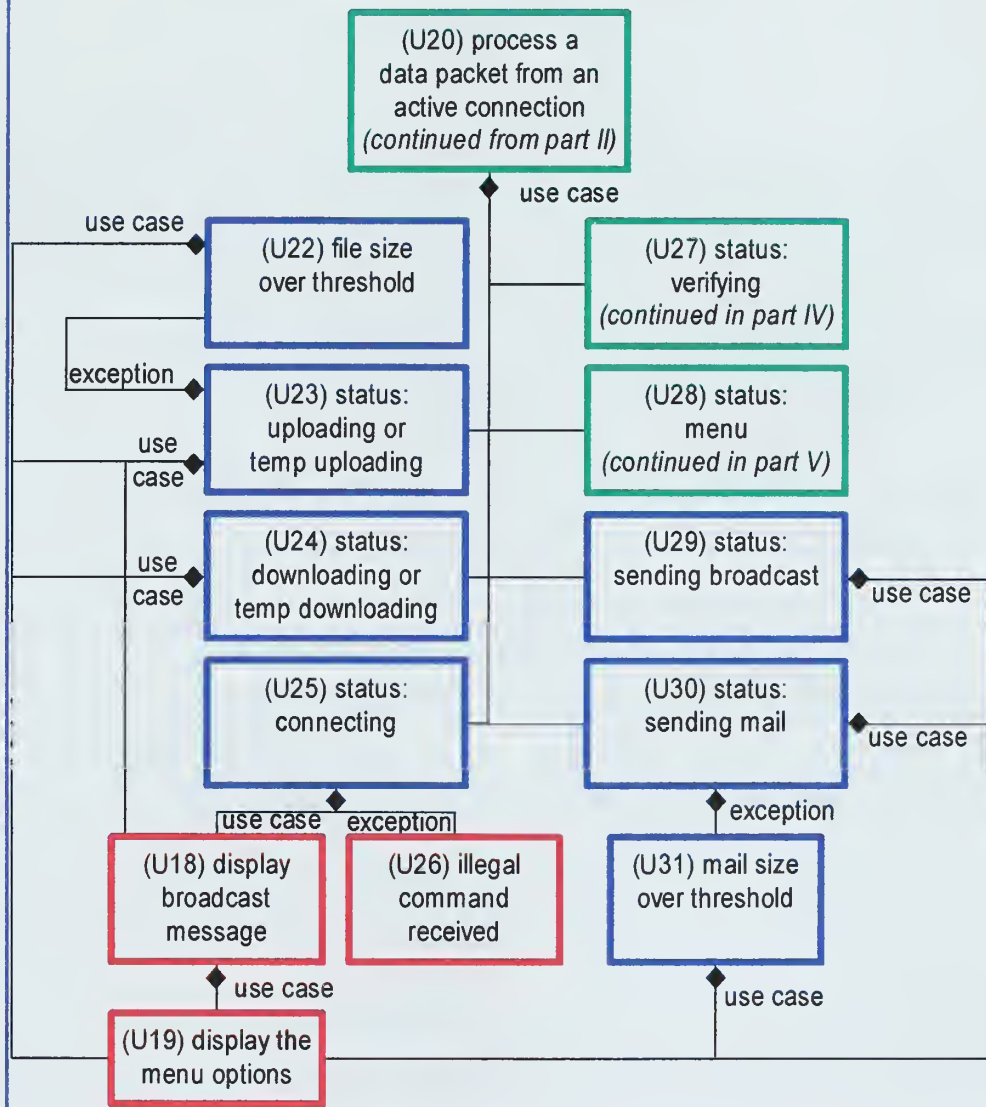 (U20) process a
data packet from an
active connection
(continued from part II)
use case
use case
(U22) file size
over threshold
(U27) status:
verifying
(continued in part IV)
exception
(U23) status:
uploading or
temp uploading
(U28) status:
menu
(continued in part V)
use
case
(U24) status:
downloading or
temp downloading
(U29) status:
sending broadcast
use
case
use case
(U25) status:
connecting
(U30) status:
sending mail
use case
use case
exception
exception
(U18) display
broadcast
message
(U26) illegal
command
received
(U31) mail size
over threshold
use case
use case
(U19) display the
menu options